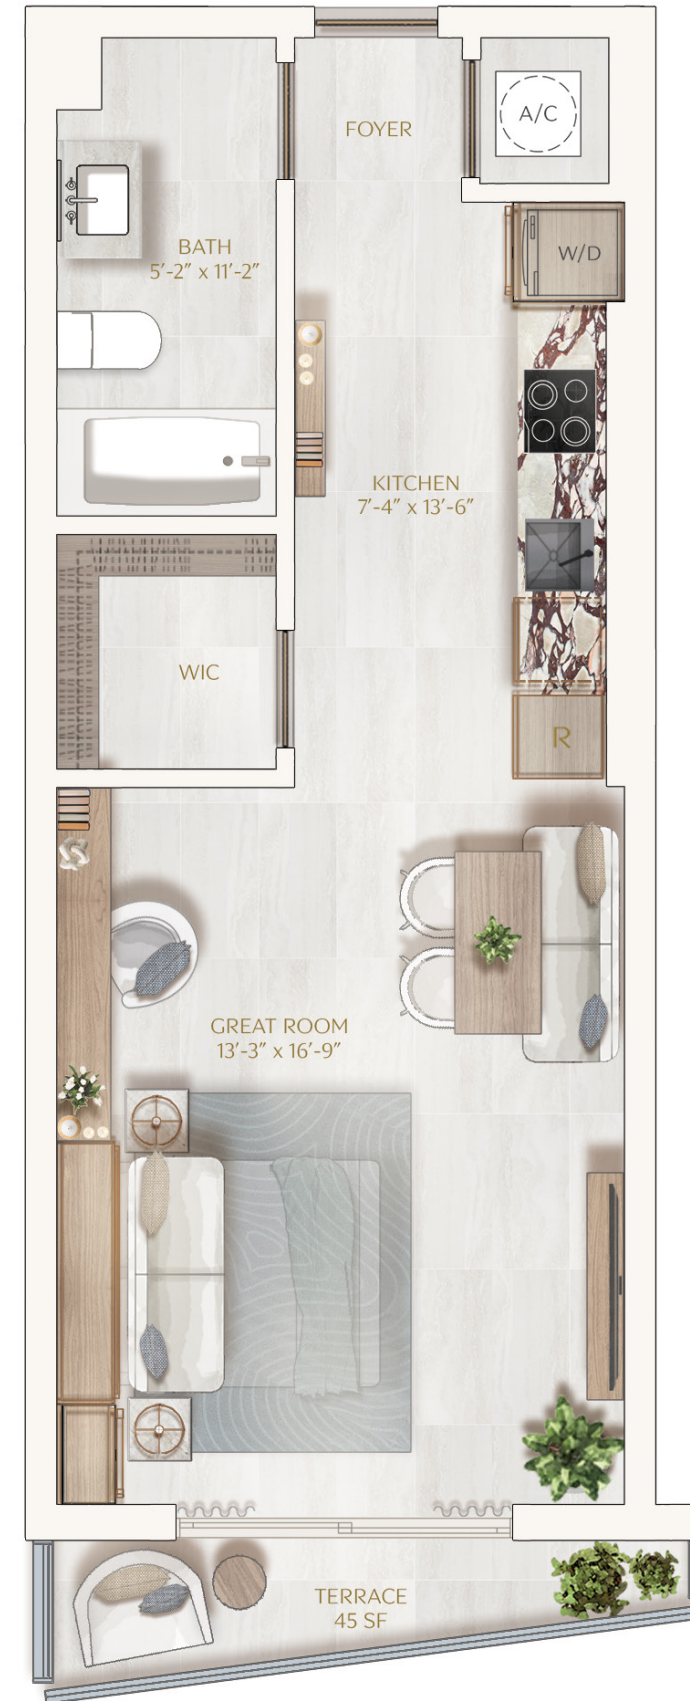 FOYER
A/C
BATH
5'-2" x 11'-2"
W/D
KITCHEN
7'-4" x 13'-6"
WIC
R
GREAT ROOM
13'-3" x 16'-9"
TERRACE
45 SF